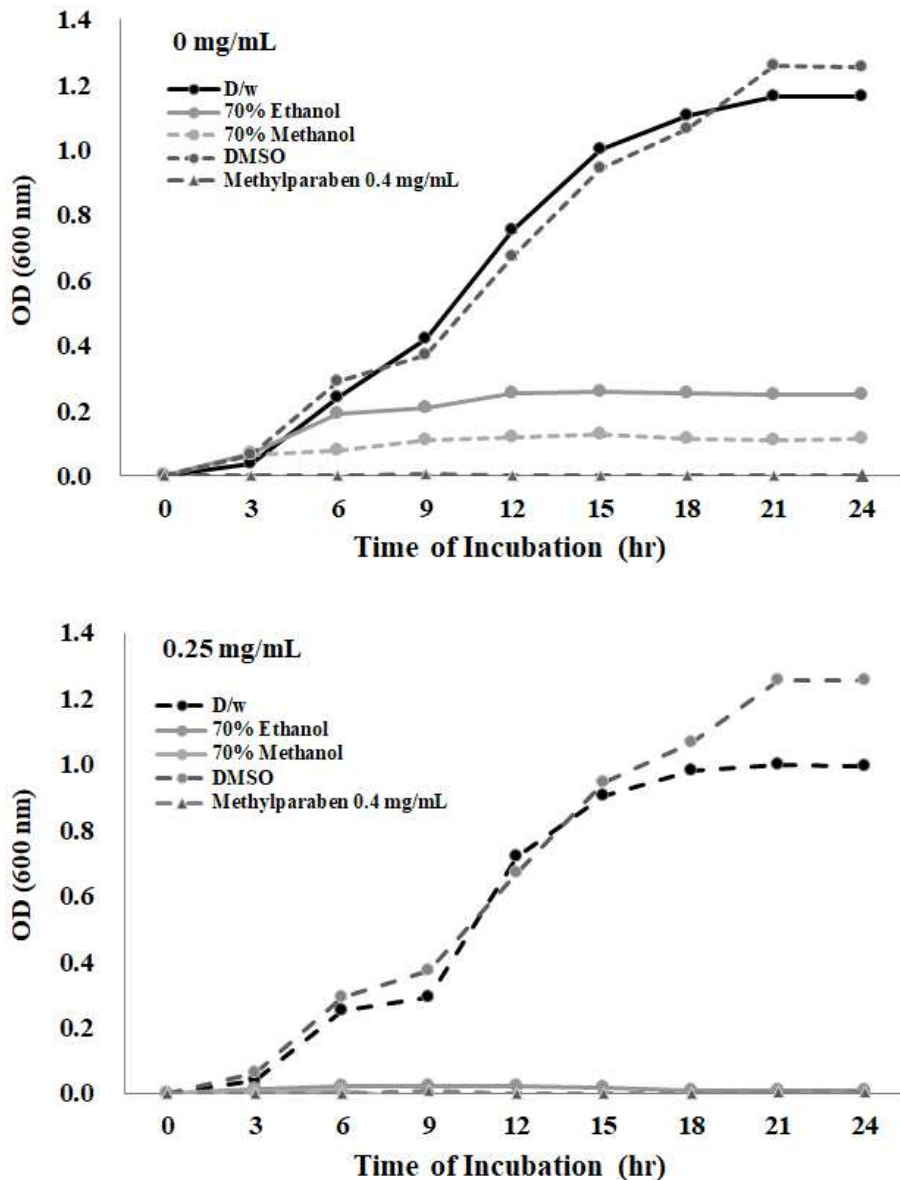 1.4
0 mg/mL
D/w
1.2
70% Ethanol
70% Methanol
1.0
DMSO
Methylparaben 0.4 mg/mL
0.8
OD (600 nm)
0.6
0.4
0.2
0.0
0 3 6 9 12 15 18 21 24
Time of Incubation (hr)
1.4
0.25 mg/mL
1.2
D/w
70% Ethanol
70% Methanol
1.0
DMSO
Methylparaben 0.4 mg/mL
0.8
OD (600 nm)
0.6
0.4
0.2
0.0
0 3 6 9 12 15 18 21 24
Time of Incubation (hr)